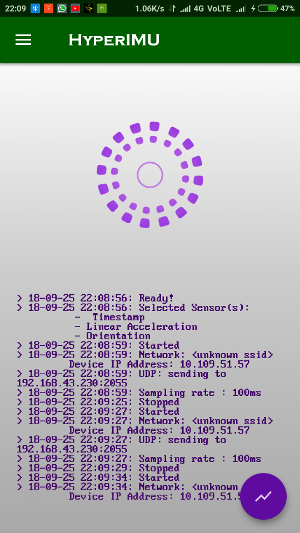 22:09 1.06K/s 4G VoLTE 47%
HyperIMU
> 18-09-25 22:08:56: Ready!
> 18-09-25 22:08:56: Selected Sensor(s):
- Timestamp
- Linear Acceleration
- Orientation
> 18-09-25 22:08:59: Started
> 18-09-25 22:08:59: Network: <unknown ssid>
Device IP Address: 10.109.51.57
> 18-09-25 22:08:59: UDP: sending to
192.168.43.230:2055
> 18-09-25 22:08:59: Sampling rate : 100ms
> 18-09-25 22:09:25: Stopped
> 18-09-25 22:09:27: Started
> 18-09-25 22:09:27: Network: <unknown ssid>
Device IP Address: 10.109.51.57
> 18-09-25 22:09:27: UDP: sending to
192.168.43.230:2055
> 18-09-25 22:09:27: Sampling rate : 100ms
> 18-09-25 22:09:29: Stopped
> 18-09-25 22:09:34: Started
> 18-09-25 22:09:34: Network: <unknown ssid>
Device IP Address: 10.109.51.5